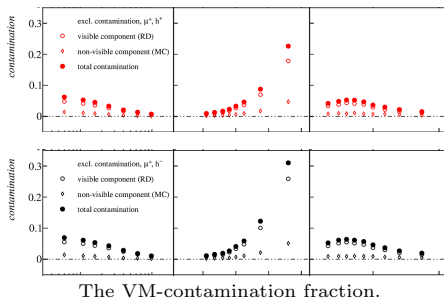 contamination
excl. contamination, μ⁺, h⁺
visible component (RD)
non-visible component (MC)
total contamination
0.3
0.2
0.1
0
contamination
excl. contamination, μ⁺, h⁻
visible component (RD)
non-visible component (MC)
total contamination
0.3
0.2
0.1
0
The VM-contamination fraction.